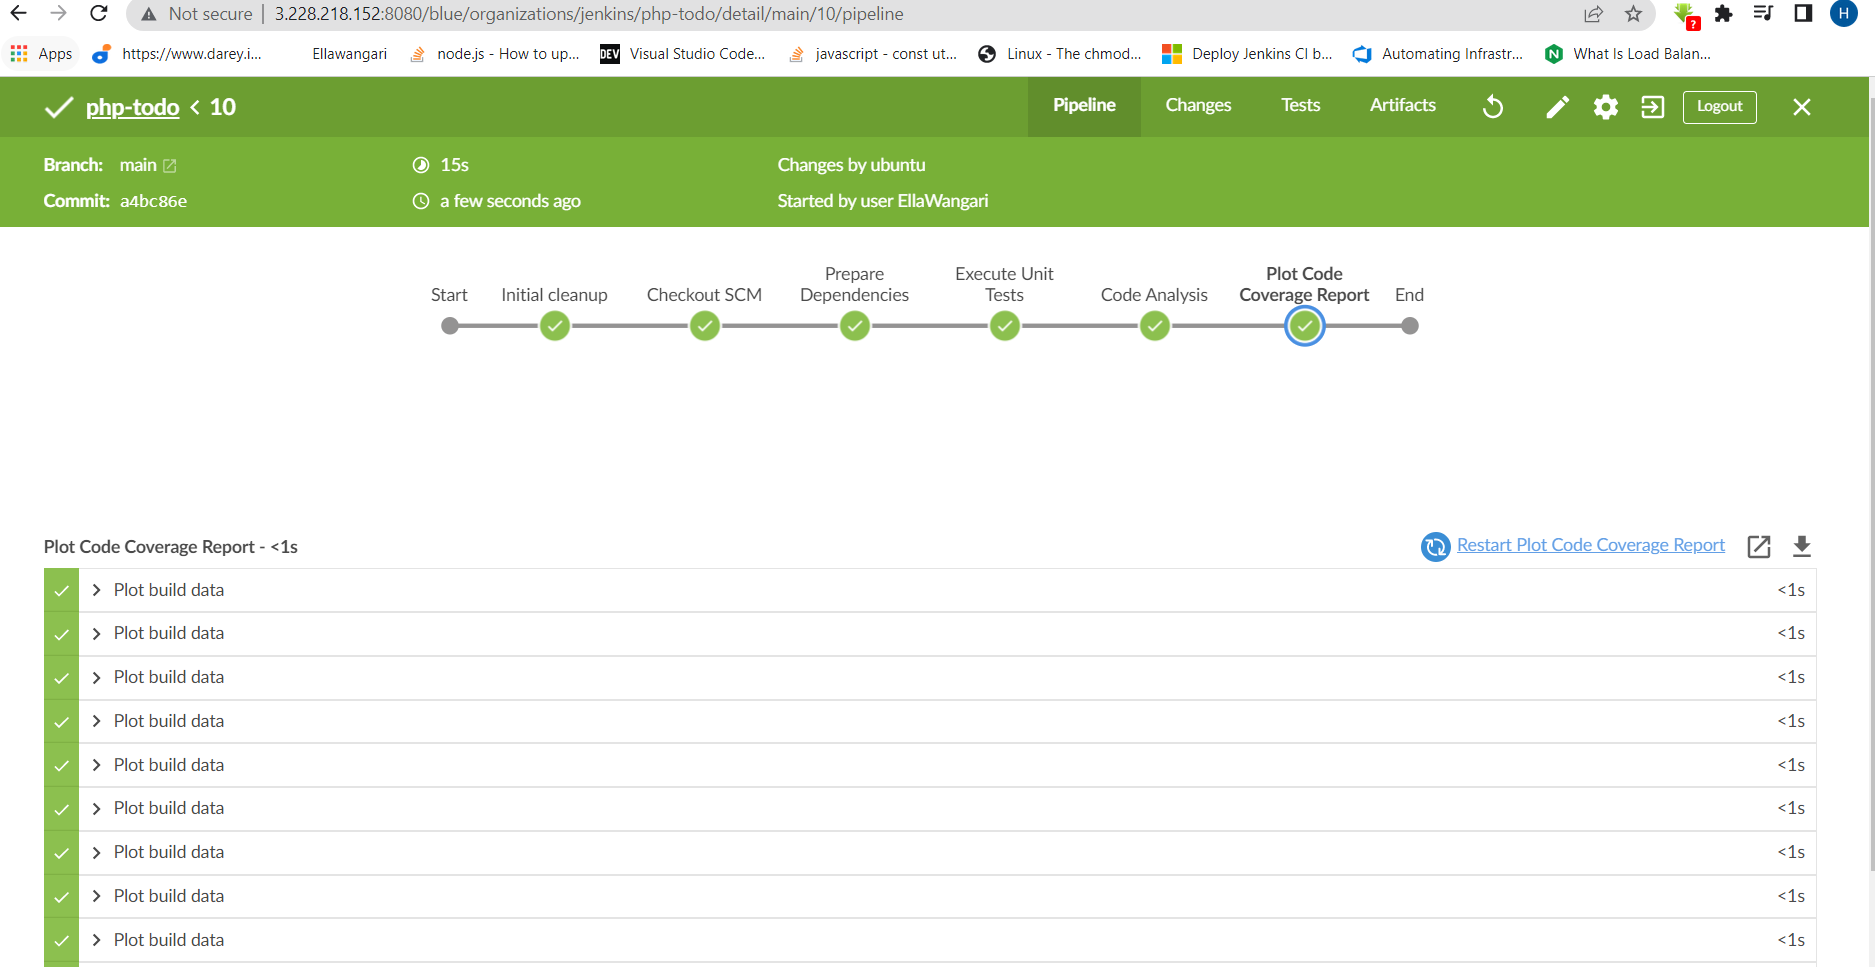 Not secure | 3.228.218.152:8080/blue/organizations/jenkins/php-todo/detail/main/10/pipeline
H
?
Apps https://www.darey.i... Ellawangari node.js - How to up... DEV Visual Studio Code... javascript - const ut... Linux - The chmod... Deploy Jenkins CI b... Automating Infrastr... N What Is Load Balan...
php-todo < 10 Pipeline Changes Tests Artifacts Logout
Branch: main 15s Changes by ubuntu
Commit: a4bc86e a few seconds ago Started by user EllaWangari
Start
Initial cleanup
Checkout SCM
Prepare
Dependencies
Execute Unit
Tests
Code Analysis
Plot Code
Coverage Report
End
Plot Code Coverage Report - <1s Restart Plot Code Coverage Report
Plot build data <1s
Plot build data <1s
Plot build data <1s
Plot build data <1s
Plot build data <1s
Plot build data <1s
Plot build data <1s
Plot build data <1s
Plot build data <1s